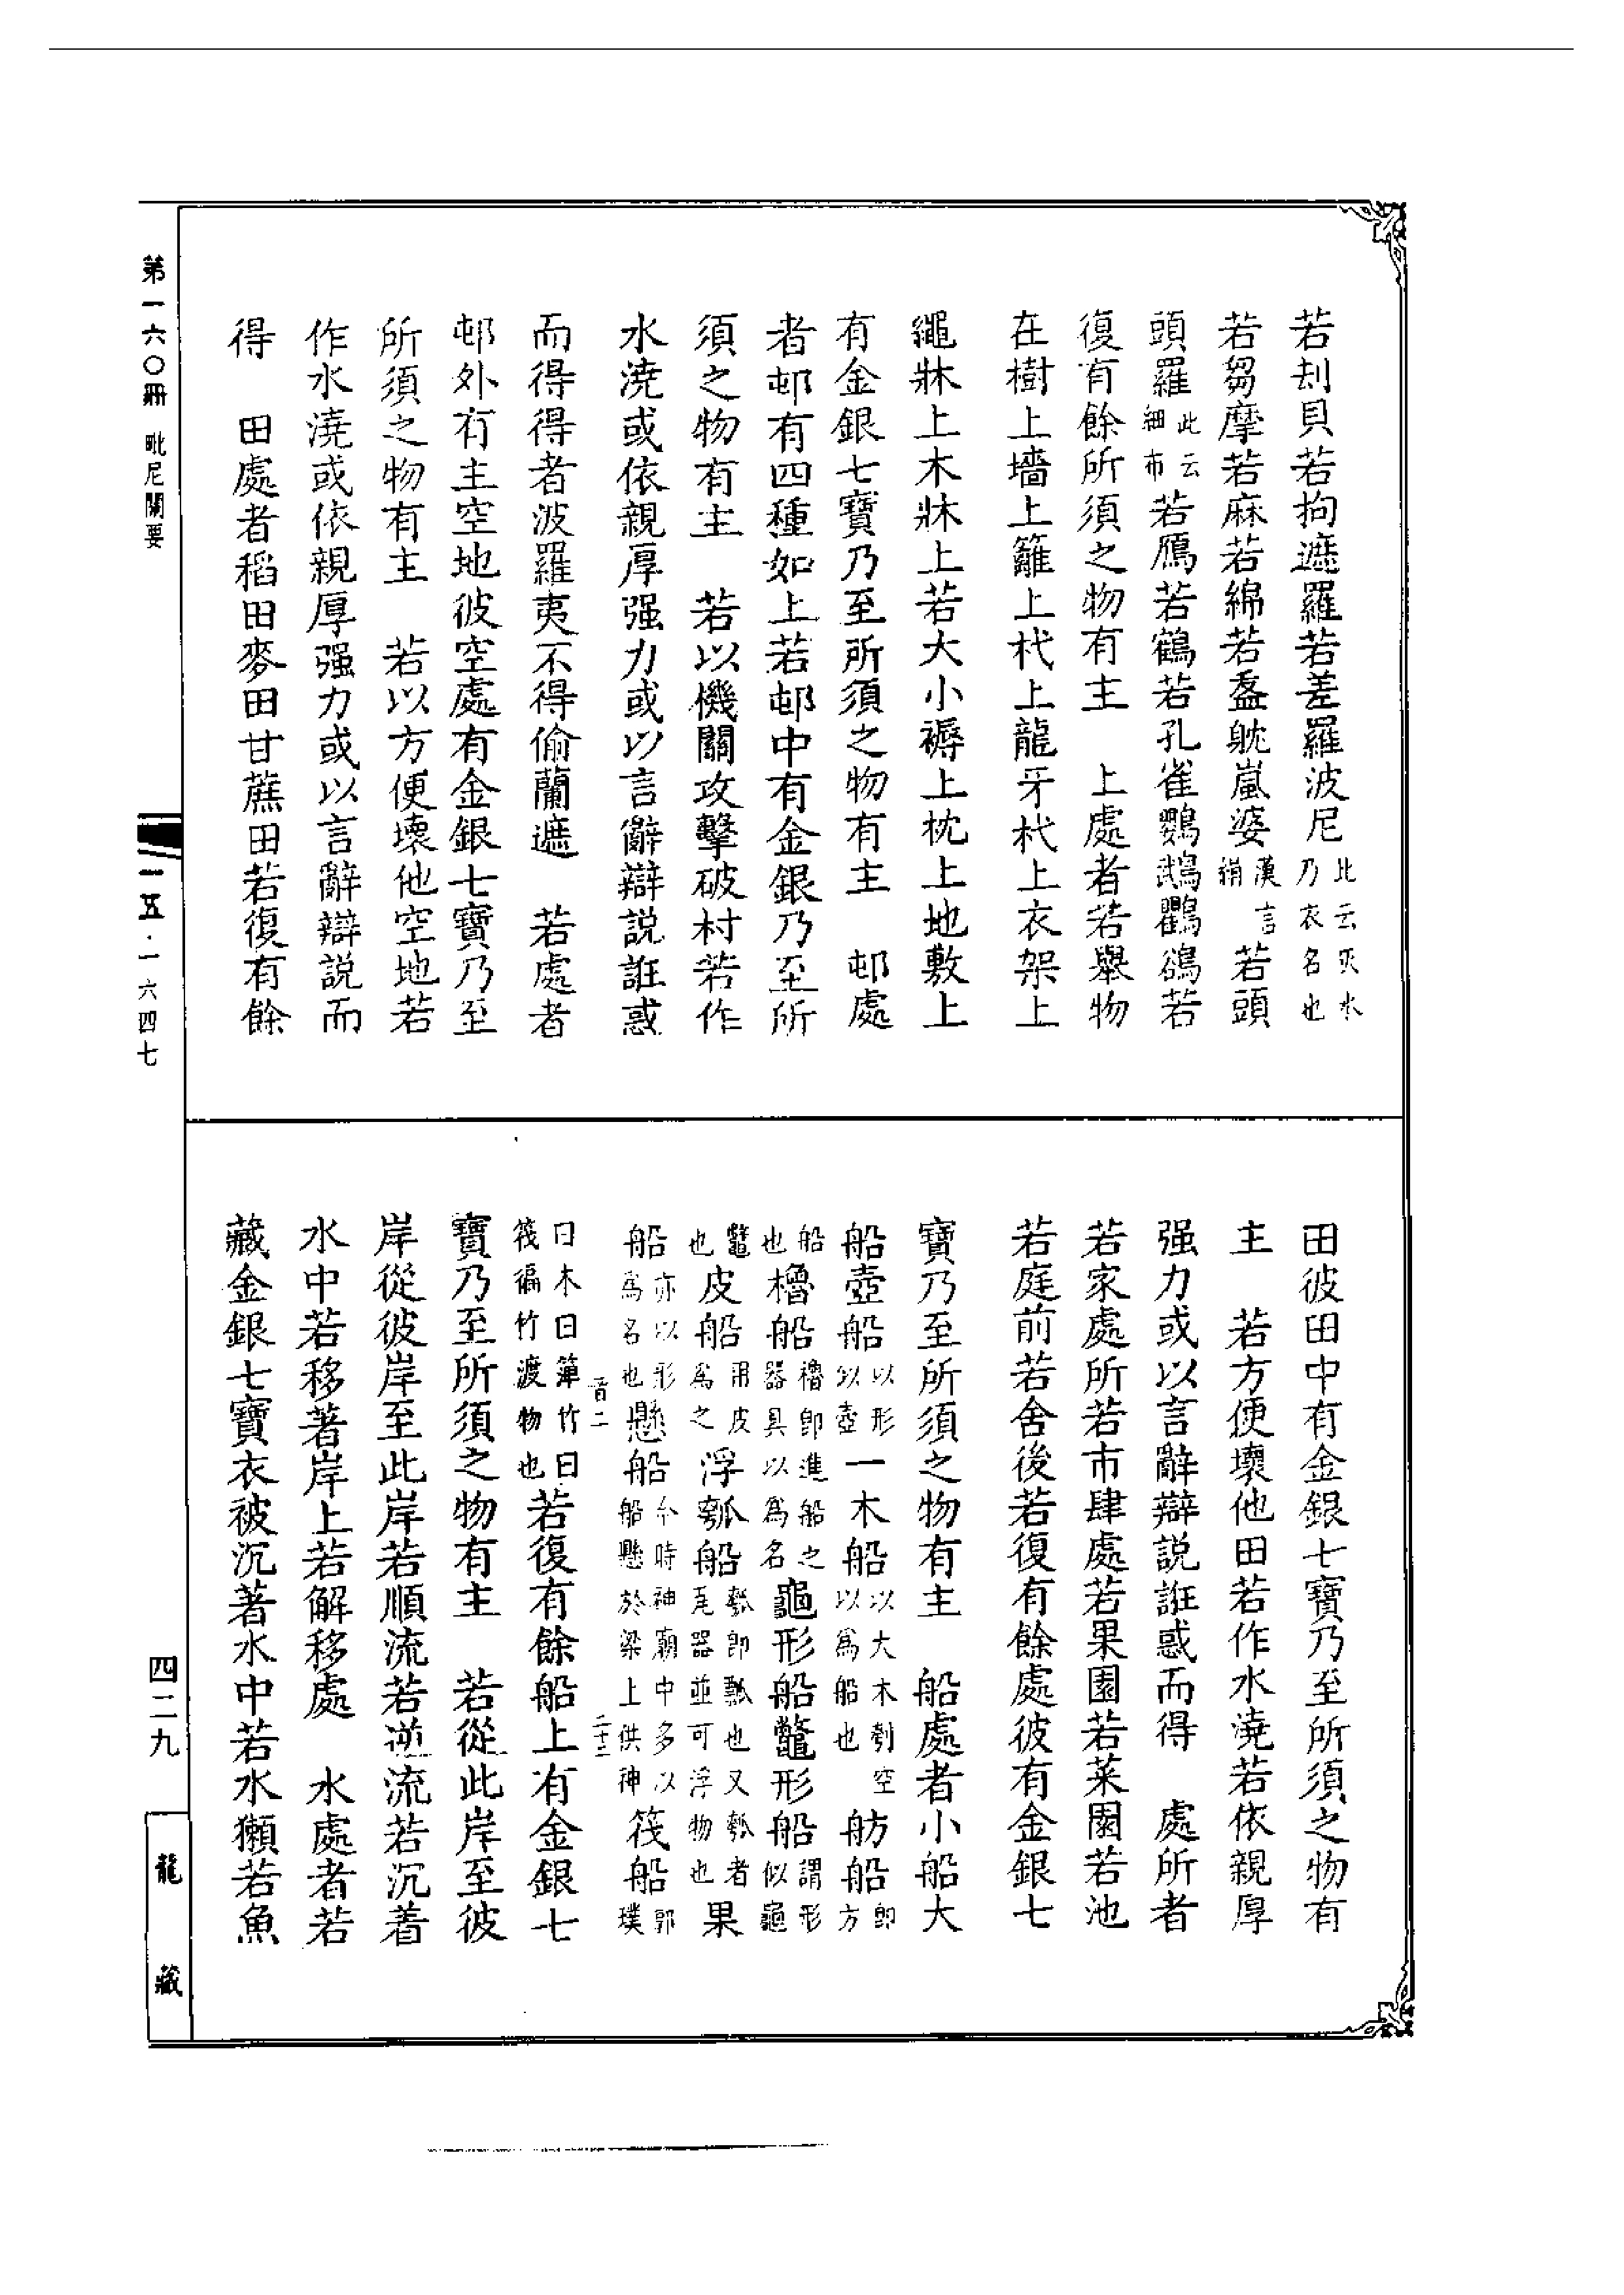 若刦貝若拘遮羅若差羅波尼此云灰水乃衣名也
若芻摩若麻若綿若蠶躭嵐婆漢言絹若頭
頭羅此云細布若鴈若鶴若孔雀鸚鵡鸜鵒若
復有餘所須之物有主　上處者若舉物
在樹上墻上籬上杙上龍牙杙上衣架上
繩牀上木牀上若大小褥上枕上地敷上
有金銀七寶乃至所須之物有主　邨處
者邨有四種如上若邨中有金銀乃至所
須之物有主　若以機關攻擊破村若作
水澆或依親厚强力或以言辭辯説誑惑
而得得者波羅夷不得偷蘭遮　若處者
邨外有主空地彼空處有金銀七寶乃至
所須之物有主　若以方便壞他空地若
作水澆或依親厚强力或以言辭辯説而
得　田處者稻田麥田甘蔗田若復有餘
田彼田中有金銀七寶乃至所須之物有
主　若方便壞他田若作水澆若依親厚
强力或以言辭辯説誑惑而得　處所者
若家處所若市肆處若果園若菜園若池
若庭前若舍後若復有餘處彼有金銀七
寶乃至所須之物有主　船處者小船大
船壺船以形似壺一木船以大木刳空以為船也舫船即方
船也櫓船櫓即進船之器具以為名龜形船鼈形船謂形似龜
鼈也皮船用皮為之浮瓠船瓠即瓢也又瓠者瓦器並可浮物也果
船亦以形為名也懸船今時神廟中多以船懸於梁上供神筏船郭璞
曰木曰箄竹曰筏徧竹渡物也若復有餘船上有金銀七
寶乃至所須之物有主　若從此岸至彼
岸從彼岸至此岸若順流若逆流若沉着
水中若移著岸上若解移處　水處者若
藏金銀七寶衣被沉著水中若水獺若魚
第一六〇冊　毗尼關要
一五·一六四七
四二九
龍藏
二十二